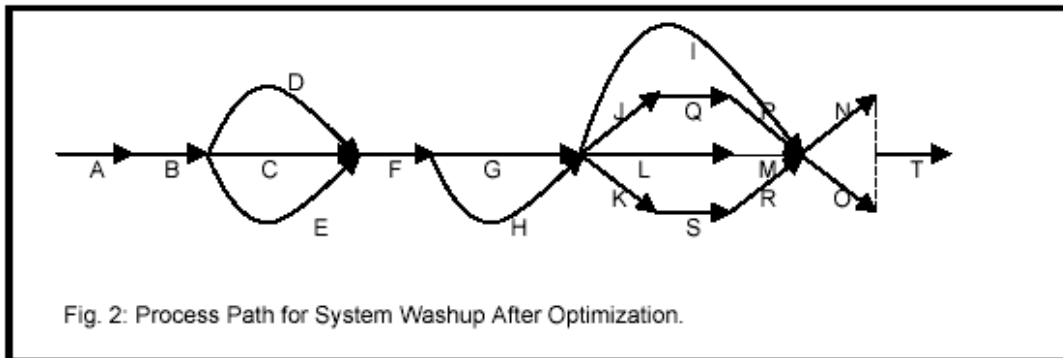 I
D
J Q P N
A B C F G L M T
K R O
E H S
Fig. 2: Process Path for System Washup After Optimization.